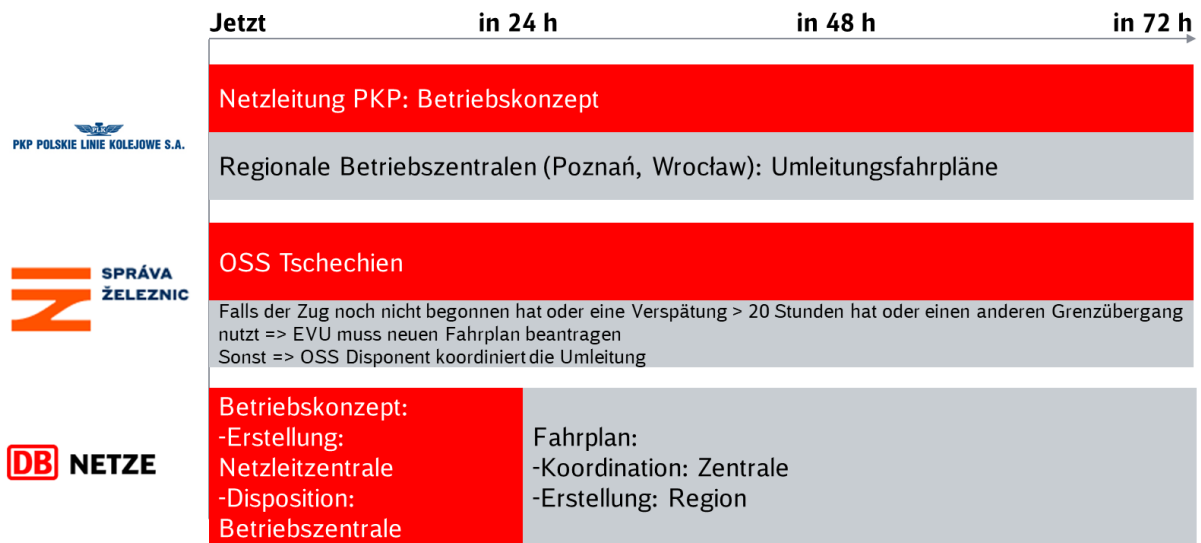 Jetzt in 24 h in 48 h in 72 h
Netzleitung PKP: Betriebskonzept
PLK
PKP POLSKIE LINIE KOLEJOWE S.A.
Regionale Betriebszentralen (Poznań, Wrocław): Umleitungsfahrpläne
OSS Tschechien
SPRÁVA
ŽELEZNIC
Falls der Zug noch nicht begonnen hat oder eine Verspätung > 20 Stunden hat oder einen anderen Grenzübergang
nutzt => EVU muss neuen Fahrplan beantragen
Sonst => OSS Disponent koordiniert die Umleitung
DB NETZE
Betriebskonzept:
-Erstellung:
Netzleitzentrale
-Disposition:
Betriebszentrale
Fahrplan:
-Koordination: Zentrale
-Erstellung: Region